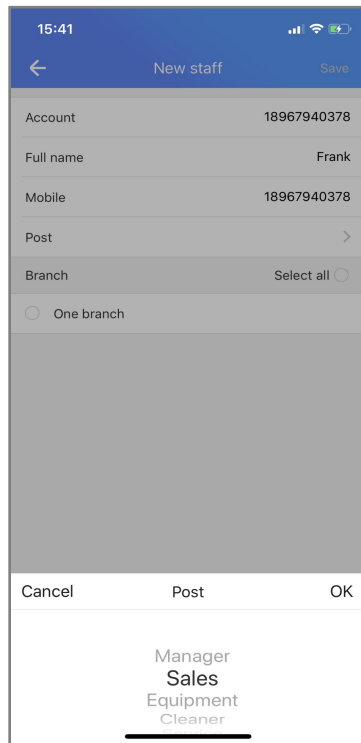 15:41
New staff Save
Account 18967940378
Full name Frank
Mobile 18967940378
Post
Branch Select all
One branch
Cancel Post OK
Manager
Sales
Equipment
Cleaner